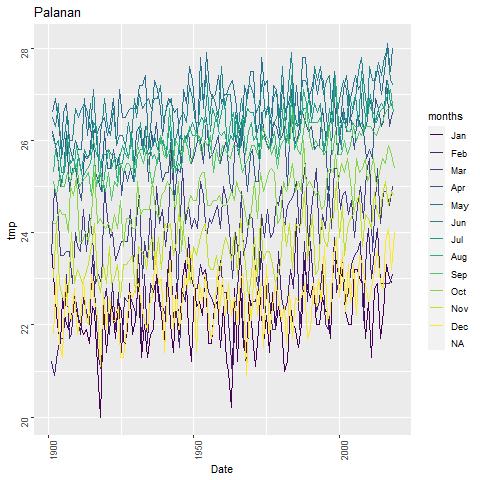 Palanan
tmp
28
26
24
22
20
1900
1950
2000
Date
months
Jan
Feb
Mar
Apr
May
Jun
Jul
Aug
Sep
Oct
Nov
Dec
NA